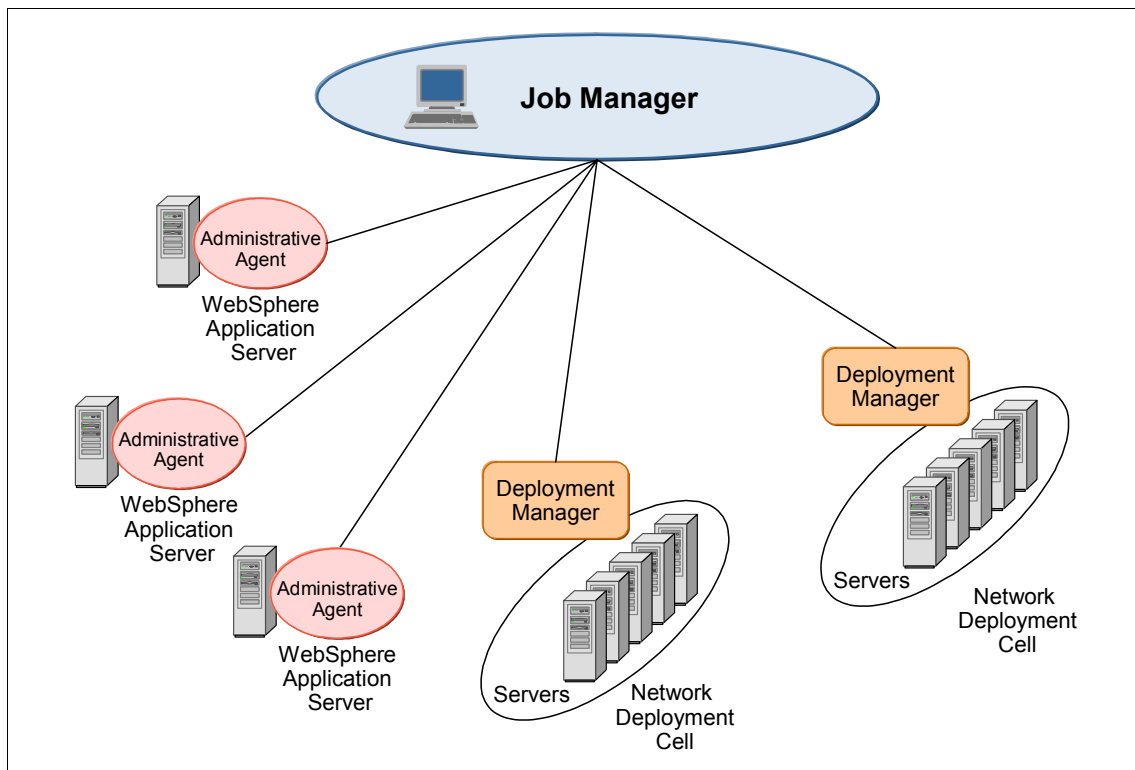 Job Manager
Administrative
Agent
WebSphere
Application
Server
Administrative
Agent
WebSphere
Application
Server
Administrative
Agent
WebSphere
Application
Server
Deployment
Manager
Servers
Network
Deployment
Cell
Deployment
Manager
Servers
Network
Deployment
Cell